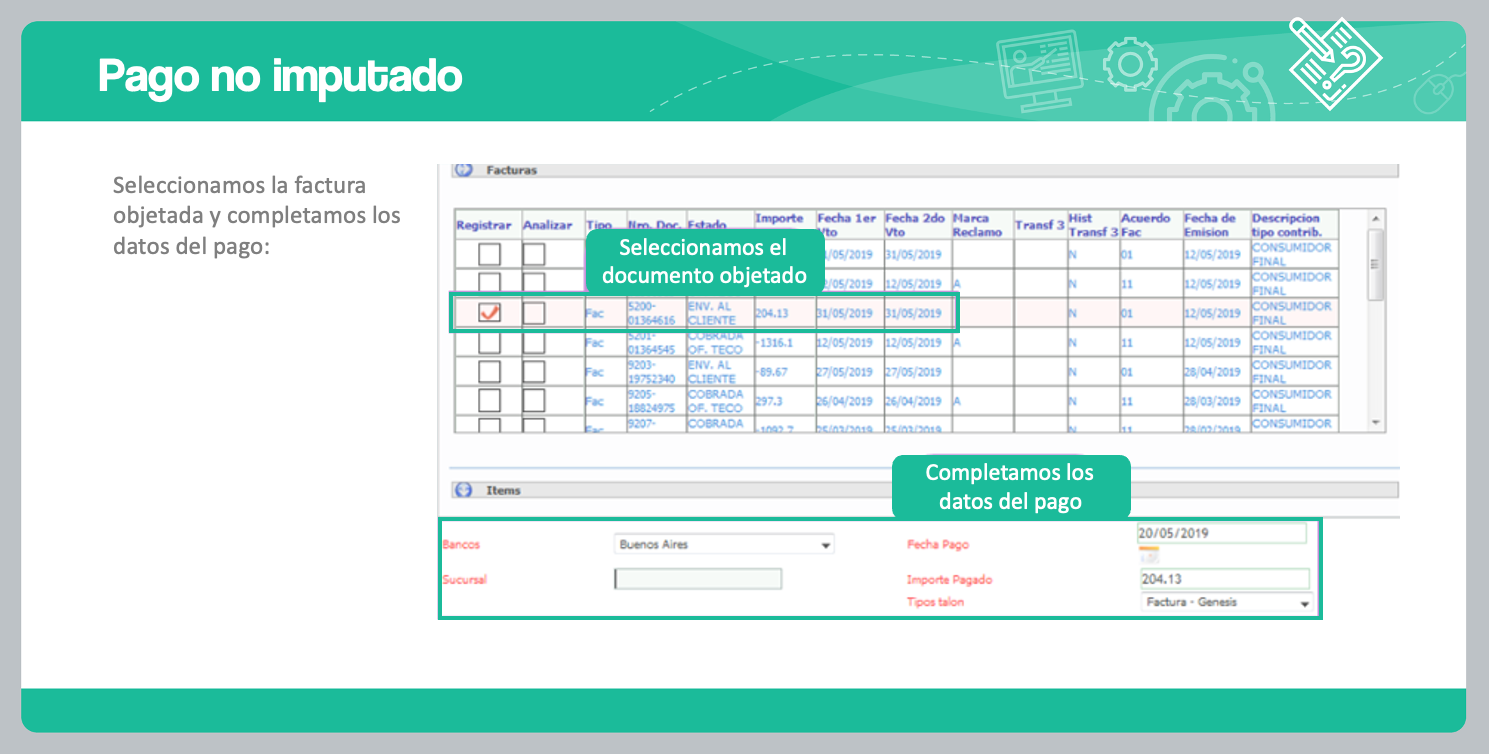 Pago no imputado
Seleccionamos la factura
objetada y completamos los
datos del pago:
Facturas
Registrar Analizar Tipo Nro. Doc. Estado Importe Fecha 1er Vto Fecha 2do Vto Marca Reclamo Transf 3 Hist Transf 3 Acuerdo Fac Fecha de Emision Descripcion tipo contrib.
Seleccionamos el
documento objetado
/05/2019 31/05/2019 N 01 12/05/2019 CONSUMIDOR FINAL
/05/2019 12/05/2019 A N 11 12/05/2019 CONSUMIDOR FINAL
Fac 5200-01364616 ENV. AL CLIENTE 204.13 31/05/2019 31/05/2019 N 01 12/05/2019 CONSUMIDOR FINAL
Fac 5201-01364545 COBRADA OF. TECO -1316.1 12/05/2019 12/05/2019 A N 11 12/05/2019 CONSUMIDOR FINAL
Fac 9203-19752340 ENV. AL CLIENTE -89.67 27/05/2019 27/05/2019 N 01 28/04/2019 CONSUMIDOR FINAL
Fac 9205-18824975 COBRADA OF. TECO 297.3 26/04/2019 26/04/2019 A N 11 28/03/2019 CONSUMIDOR FINAL
Fac 9207- COBRADA -1092.7 25/03/2019 25/03/2019 N 11 28/02/2019 CONSUMIDOR
Items
Completamos los
datos del pago
Bancos Buenos Aires Fecha Pago 20/05/2019
Sucursal Importe Pagado 204.13
Tipos talon Factura - Genesis